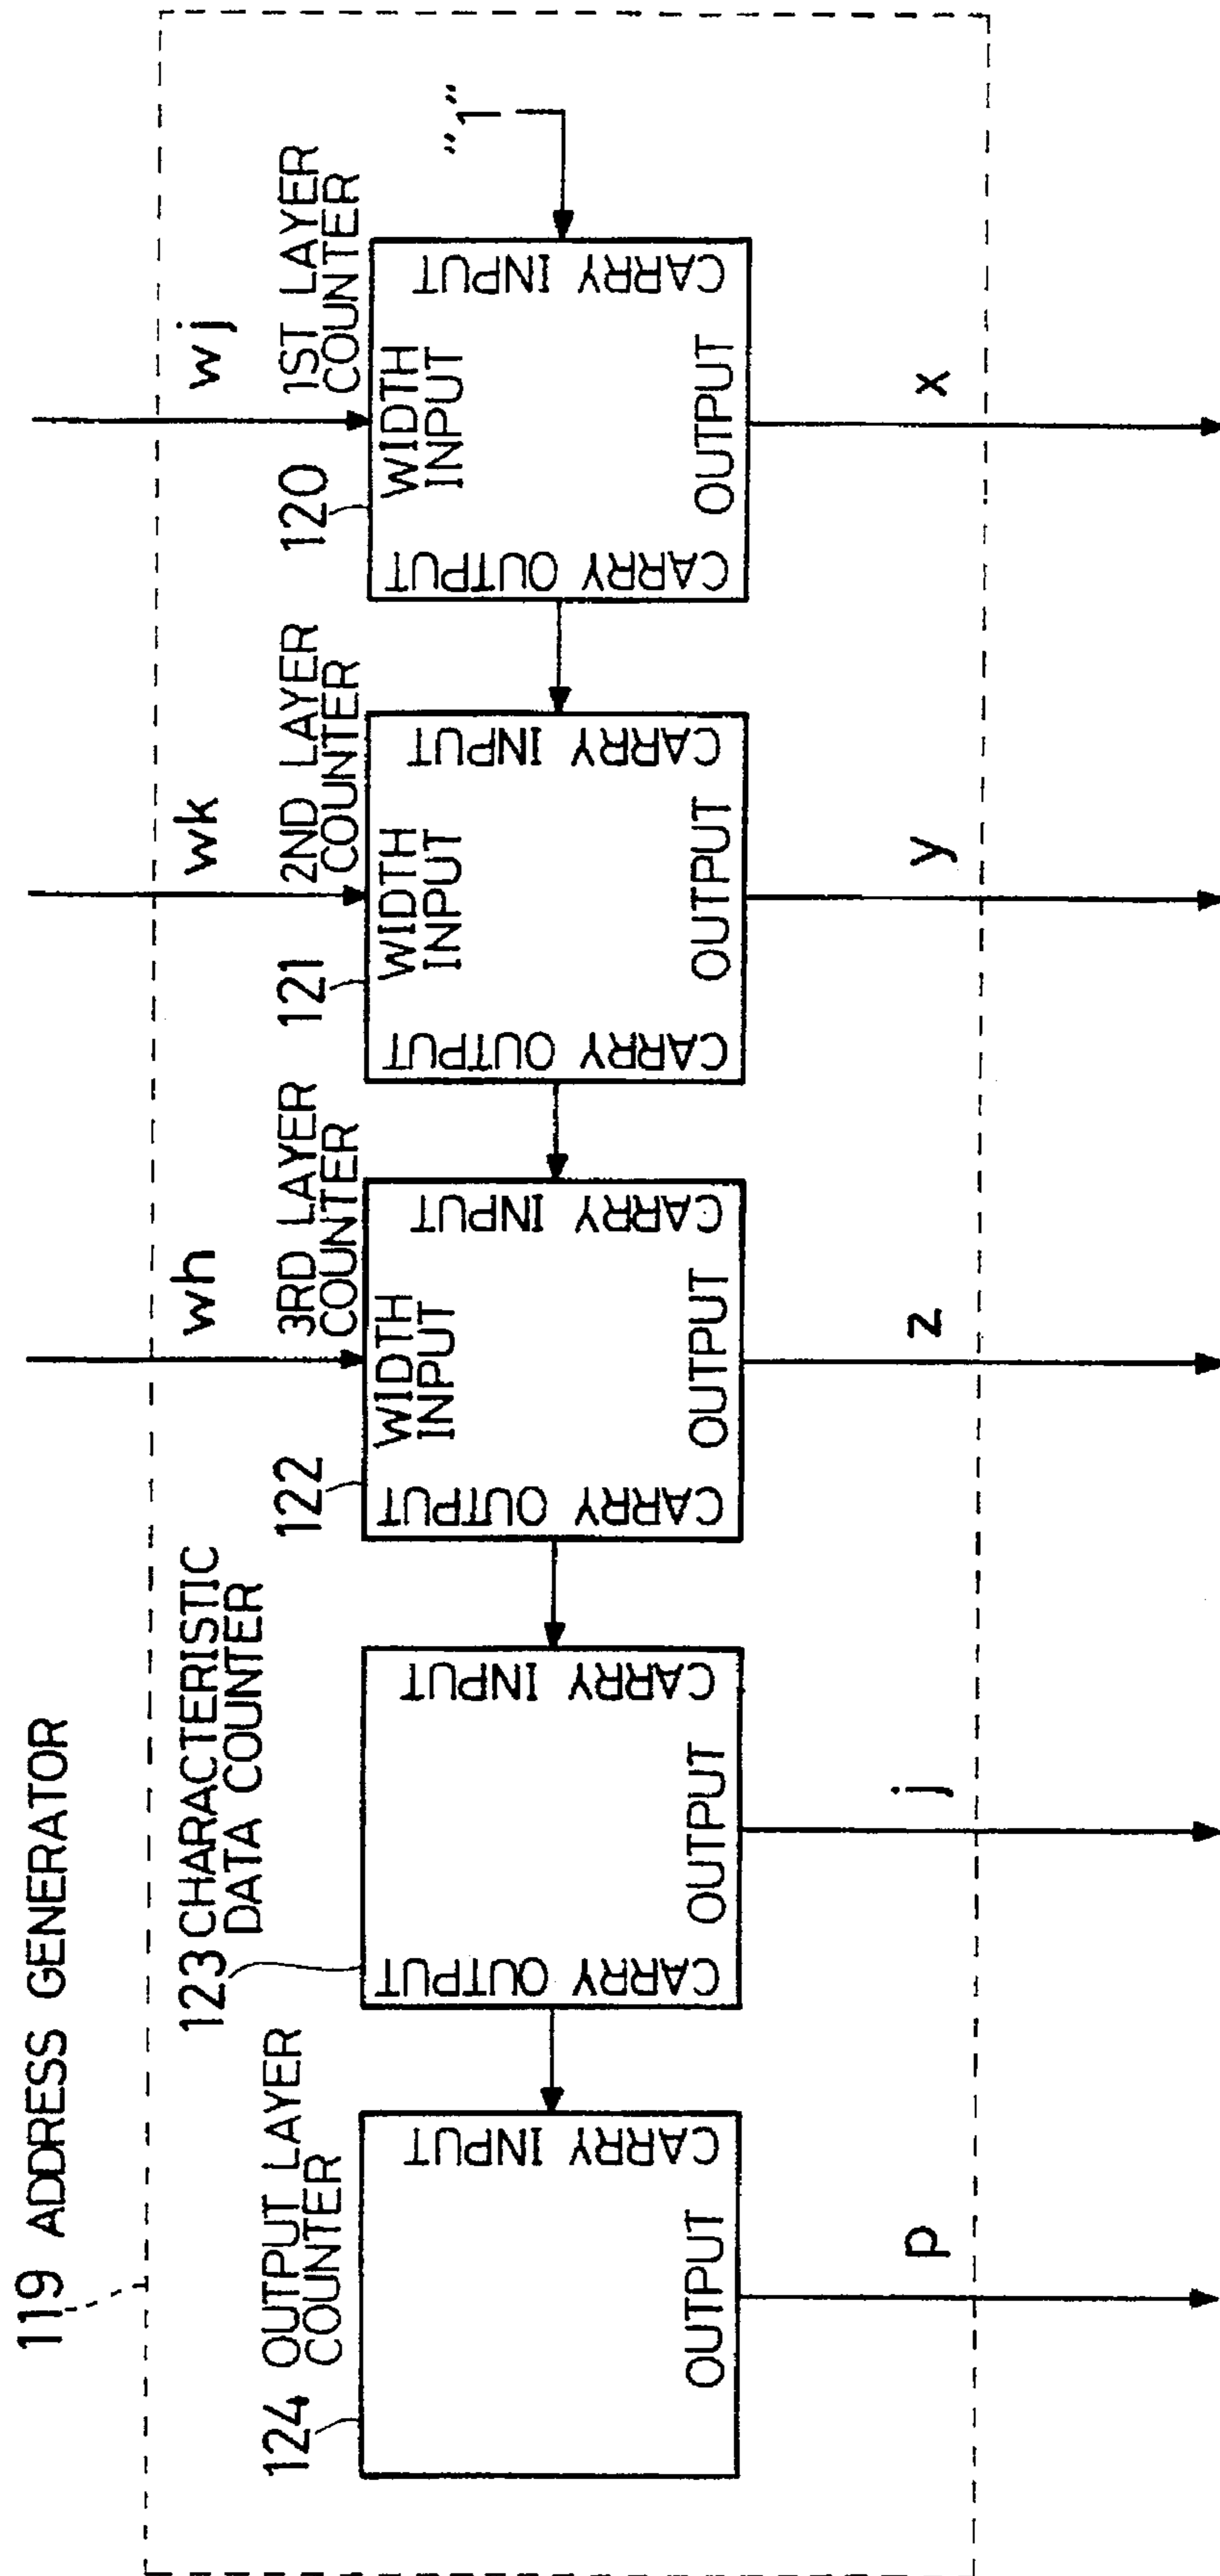 119 ADDRESS GENERATOR
wh
wk
wj
124
OUTPUT LAYER
COUNTER
123
CHARACTERISTIC
DATA COUNTER
122
3RD LAYER
COUNTER
121
2ND LAYER
COUNTER
120
1ST LAYER
COUNTER
CARRY INPUT
OUTPUT
CARRY OUTPUT
CARRY INPUT
OUTPUT
CARRY OUTPUT
WIDTH
INPUT
CARRY INPUT
OUTPUT
CARRY OUTPUT
WIDTH
INPUT
CARRY INPUT
OUTPUT
CARRY OUTPUT
WIDTH
INPUT
CARRY INPUT
OUTPUT
"1"
p
j
z
y
x